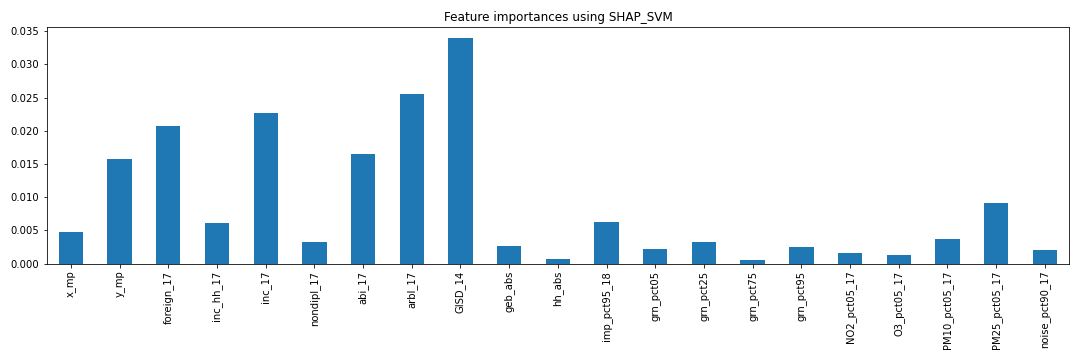 Feature importances using SHAP_SVM
0.035
0.030
0.025
0.020
0.015
0.010
0.005
0.000
x_mp
y_mp
foreign_17
inc_hh_17
inc_17
nondipl_17
abi_17
arbl_17
GISD_14
geb_abs
hh_abs
imp_pct95_18
grn_pct05
grn_pct25
grn_pct75
grn_pct95
NO2_pct05_17
O3_pct05_17
PM10_pct05_17
PM25_pct05_17
noise_pct90_17